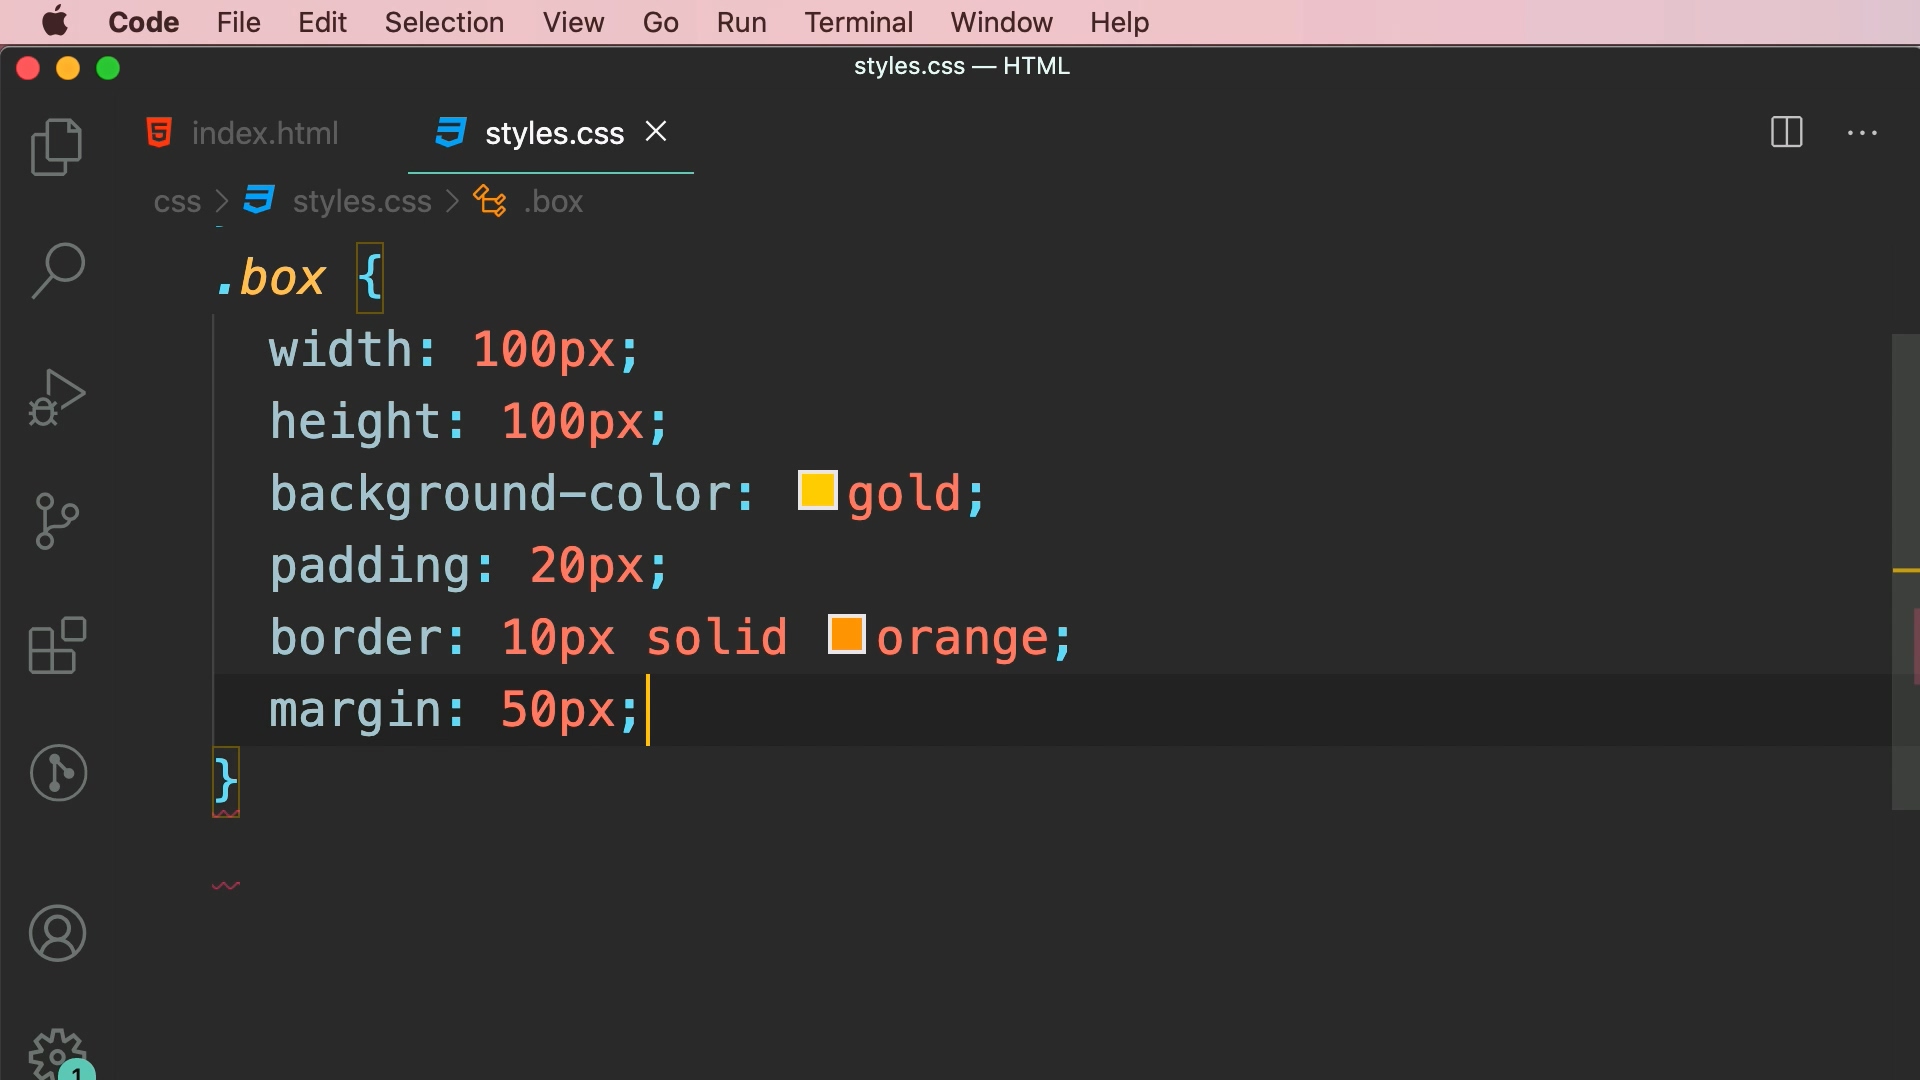 Code File Edit Selection View Go Run Terminal Window Help
styles.css — HTML
index.html styles.css
css > styles.css > .box
.box {
width: 100px;
height: 100px;
background-color: gold;
padding: 20px;
border: 10px solid orange;
margin: 50px;
}
1